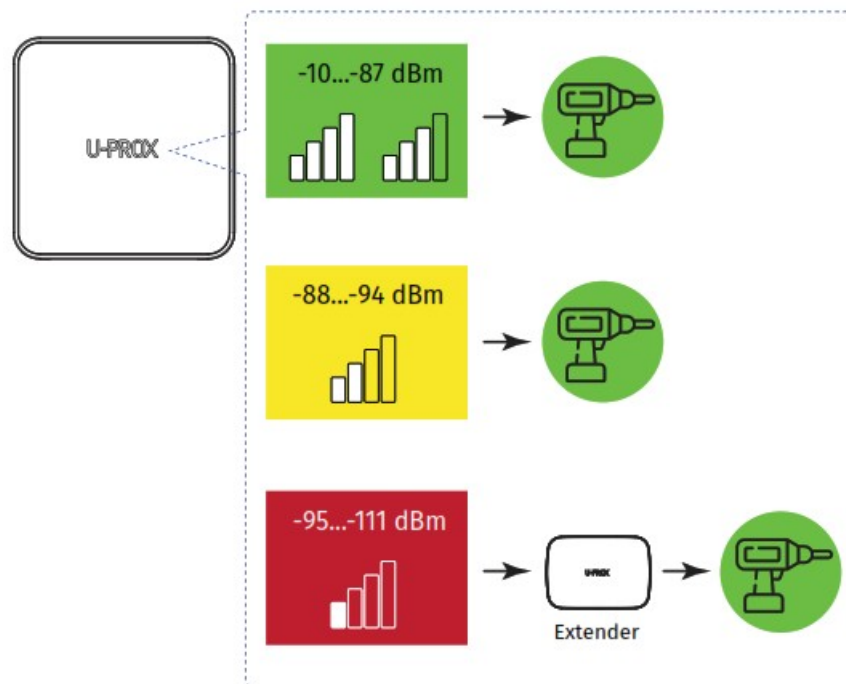 U-PROX
-10...-87 dBm
-88...-94 dBm
-95...-111 dBm
U-PROX
Extender